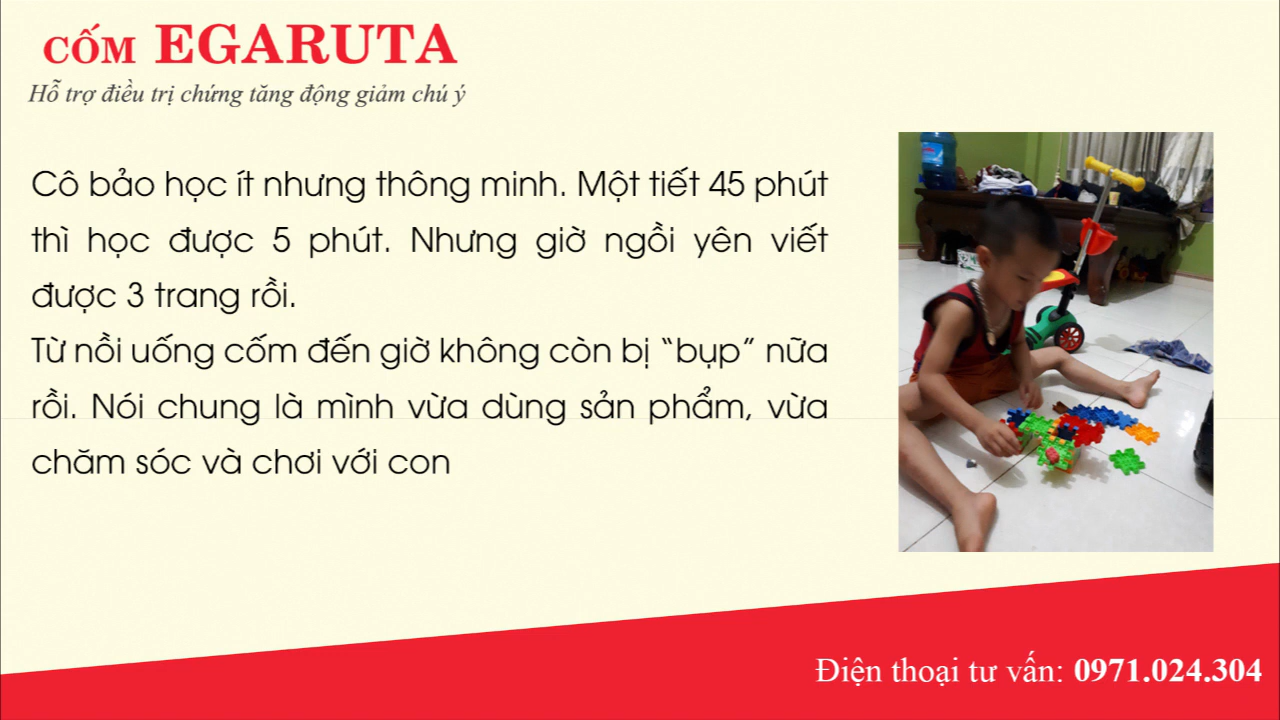 CỐM EGARUTA
Hỗ trợ điều trị chứng tăng động giảm chú ý
Cô bảo học ít nhưng thông minh. Một tiết 45 phút
thì học được 5 phút. Nhưng giờ ngồi yên viết
được 3 trang rồi.
Từ nồi uống cốm đến giờ không còn bị “bụp” nữa
rồi. Nói chung là mình vừa dùng sản phẩm, vừa
chăm sóc và chơi với con
Điện thoại tư vấn: 0971.024.304